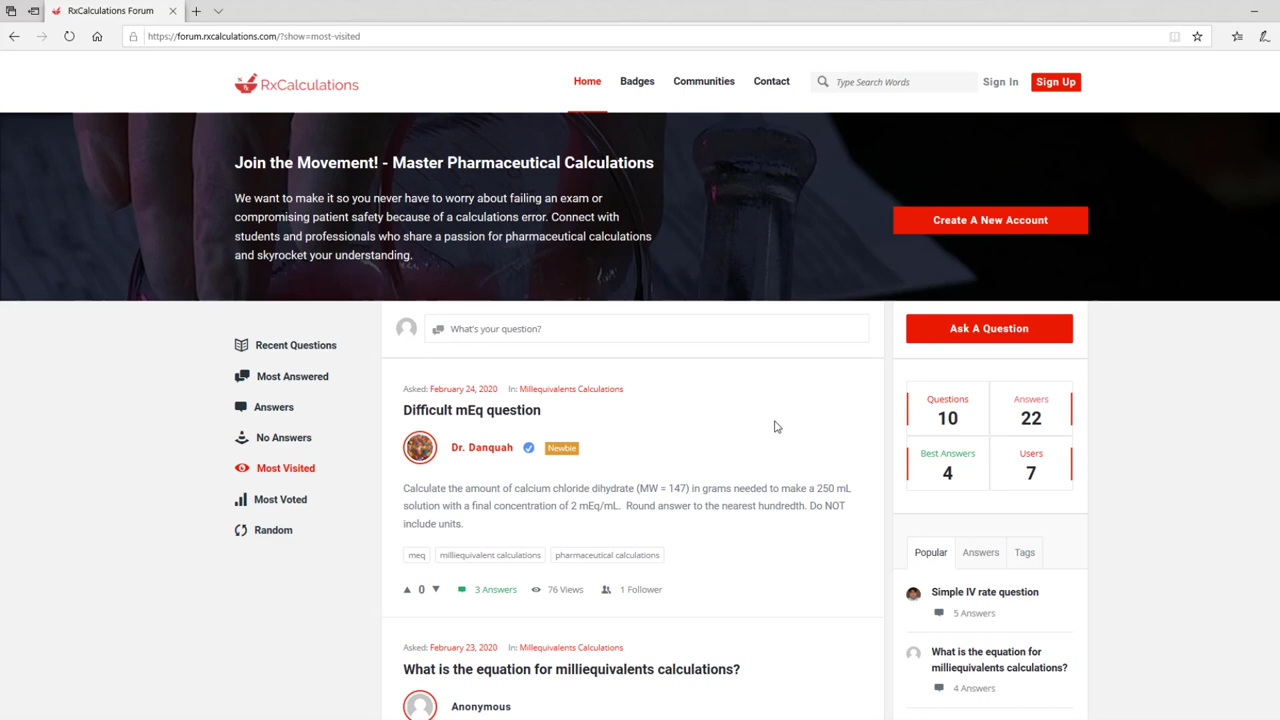 RxCalculations Forum
https://forum.rxcalculations.com/?show=most-visited
RxCalculations
Home
Badges
Communities
Contact
Type Search Words
Sign In
Sign Up
Join the Movement! - Master Pharmaceutical Calculations
We want to make it so you never have to worry about failing an exam or
compromising patient safety because of a calculations error. Connect with
students and professionals who share a passion for pharmaceutical calculations
and skyrocket your understanding.
Create A New Account
Recent Questions
Most Answered
Answers
No Answers
Most Visited
Most Voted
Random
What's your question?
Asked: February 24, 2020 In: Millequivalents Calculations
Difficult mEq question
Dr. Danquah Newbie
Calculate the amount of calcium chloride dihydrate (MW = 147) in grams needed to make a 250 mL
solution with a final concentration of 2 mEq/mL. Round answer to the nearest hundredth. Do NOT
include units.
meq
milliequivalent calculations
pharmaceutical calculations
0
3 Answers
76 Views
1 Follower
Asked: February 23, 2020 In: Millequivalents Calculations
What is the equation for milliequivalents calculations?
Anonymous
Ask A Question
Questions
10
Answers
22
Best Answers
4
Users
7
Popular
Answers
Tags
Simple IV rate question
5 Answers
What is the equation for
milliequivalents calculations?
4 Answers